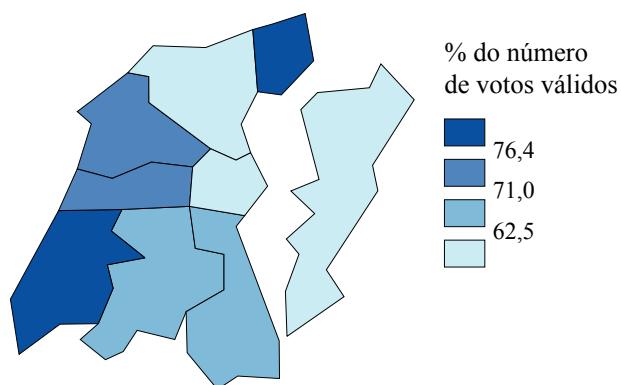 % do número
de votos válidos
76,4
71,0
62,5